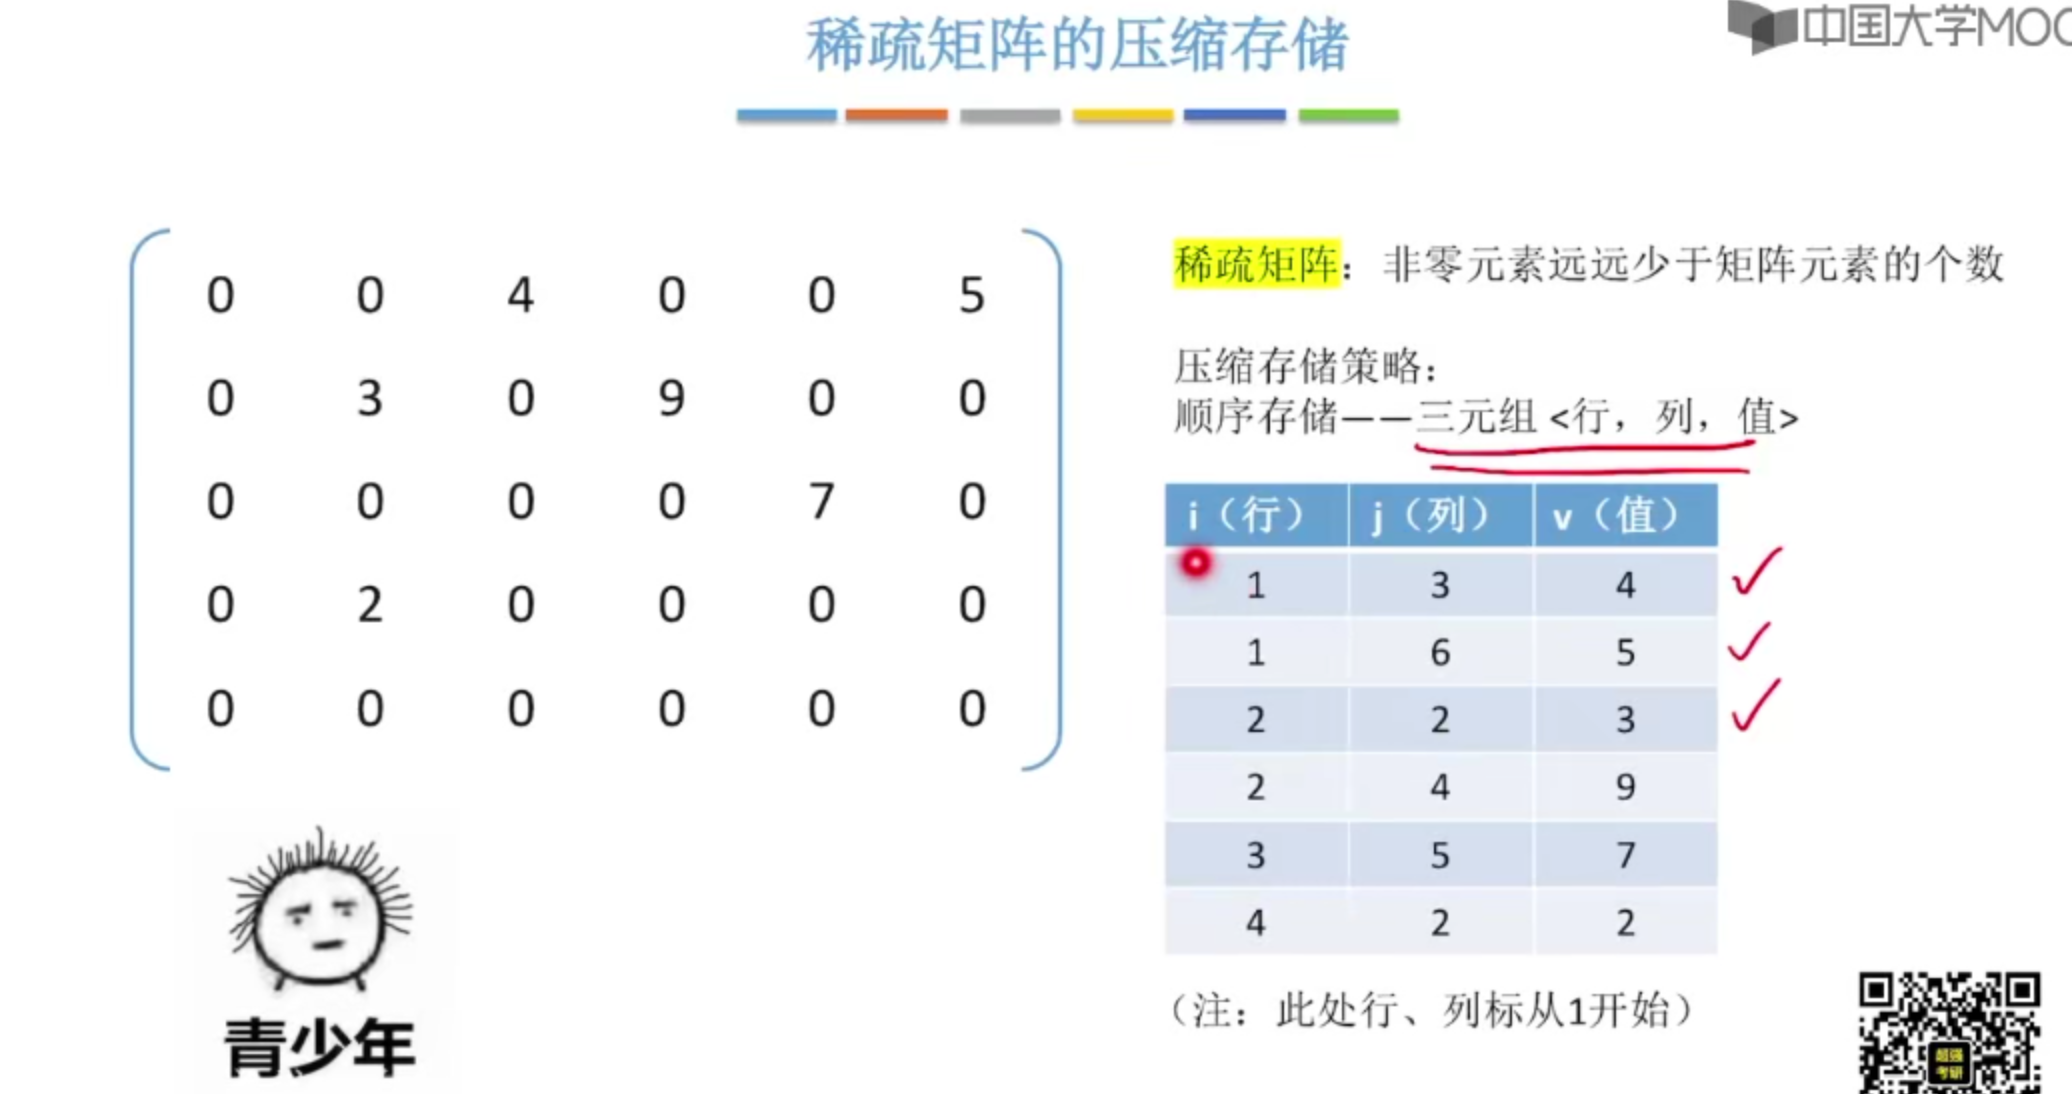 稀疏矩阵的压缩存储
中国大学MOO
0 0 4 0 0 5
0 3 0 9 0 0
0 0 0 0 7 0
0 2 0 0 0 0
0 0 0 0 0 0
青少年
稀疏矩阵：非零元素远远少于矩阵元素的个数
压缩存储策略：
顺序存储——三元组 <行，列，值>
i（行） j（列） v（值）
1 3 4
1 6 5
2 2 3
2 4 9
3 5 7
4 2 2
（注：此处行、列标从1开始）
超强
考研